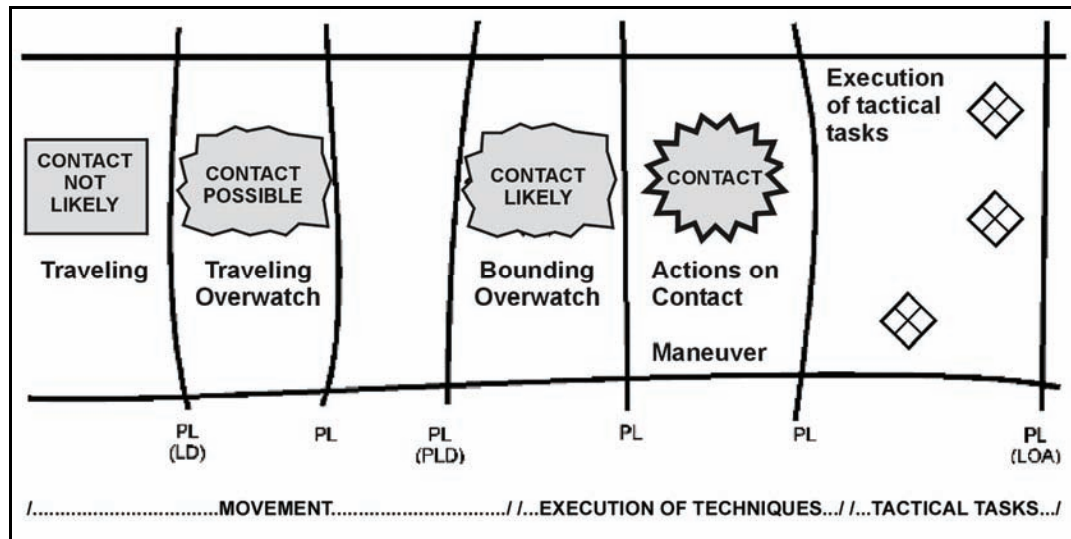 Execution
of tactical
tasks
CONTACT
NOT
LIKELY
CONTACT
POSSIBLE
CONTACT
LIKELY
CONTACT
Traveling
Traveling
Overwatch
Bounding
Overwatch
Actions on
Contact
Maneuver
PL
(LD)
PL
PL
(PLD)
PL
PL
PL
(LOA)
/..................................MOVEMENT................................/ /...EXECUTION OF TECHNIQUES.../ /...TACTICAL TASKS.../